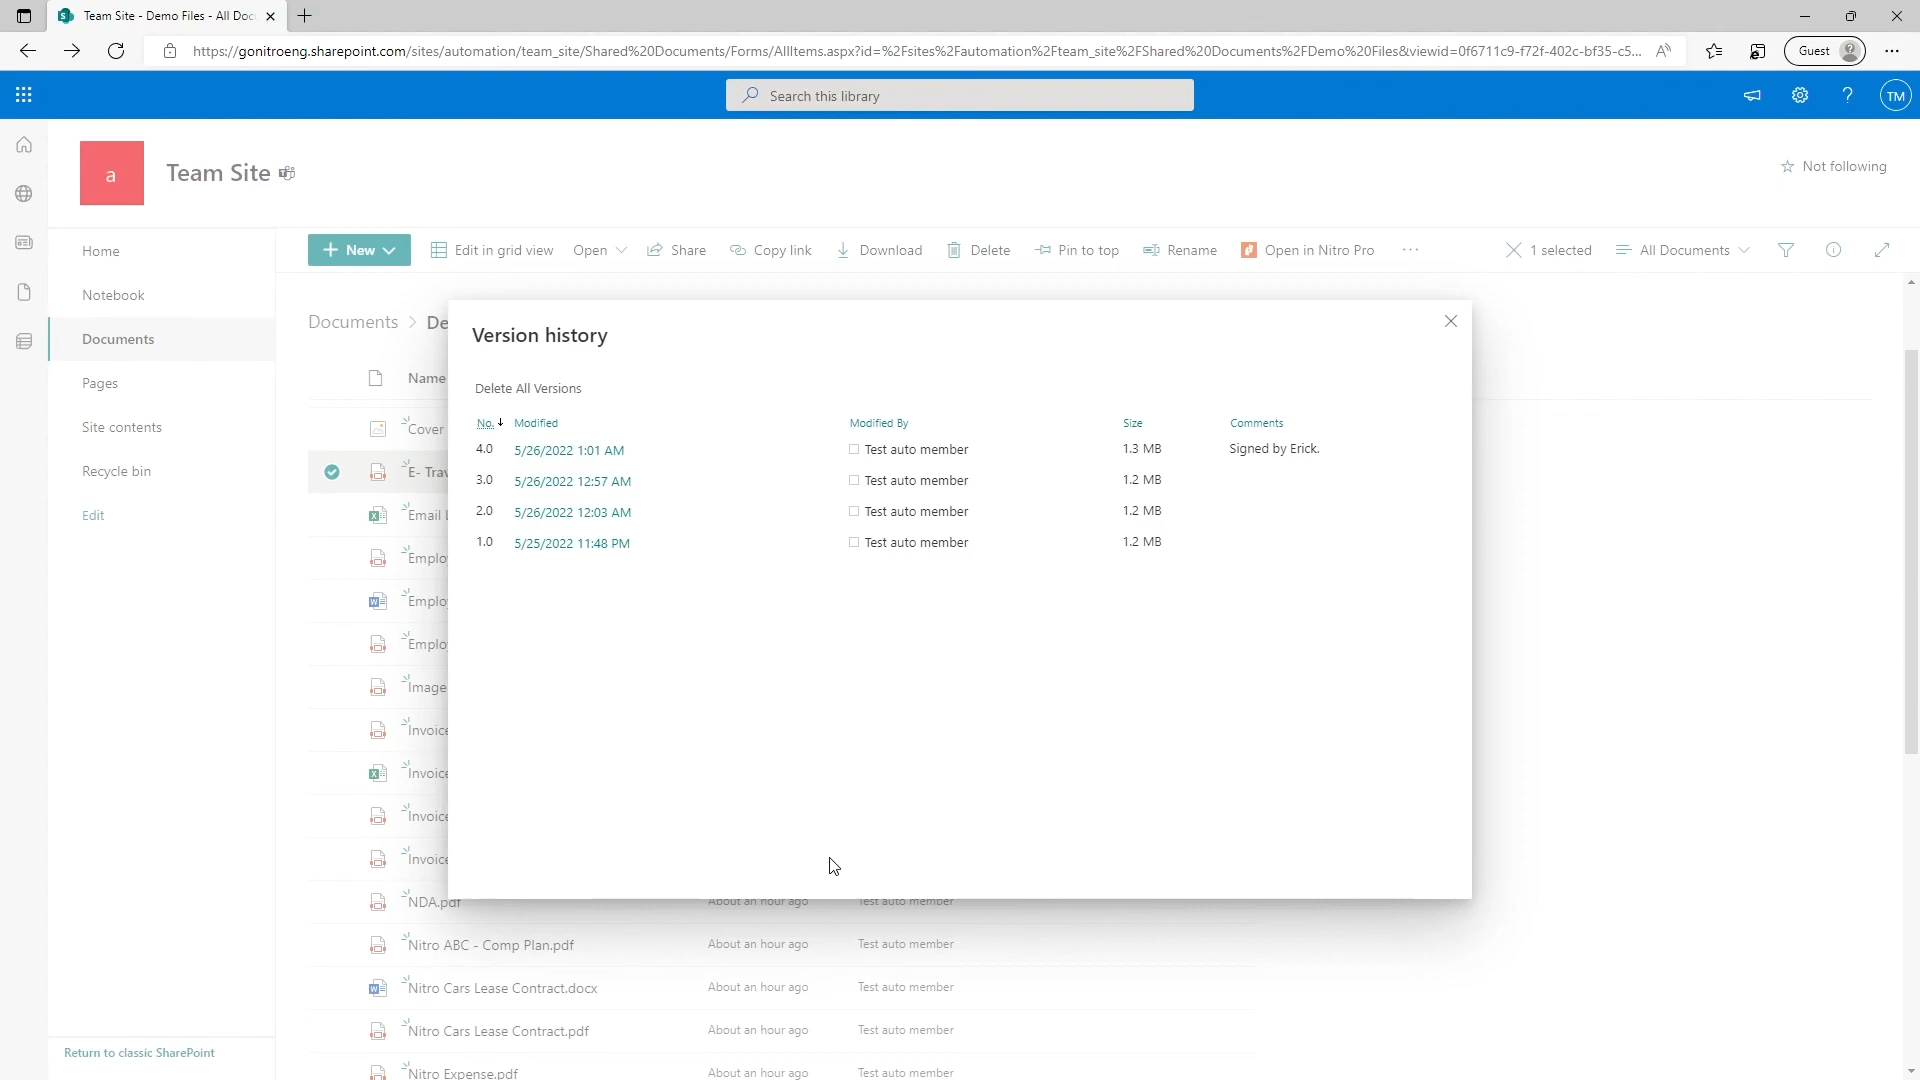 Team Site - Demo Files - All Doc
https://gonitroeng.sharepoint.com/sites/automation/team_site/Shared%20Documents/Forms/AllItems.aspx?id=%2Fsites%2Fautomation%2Fteam_site%2FShared%20Documents%2FDemo%20Files&viewid=0f6711c9-f72f-402c-bf35-c5...
Guest
Search this library
TM
a
Team Site
Not following
Home
Notebook
Documents
Pages
Site contents
Recycle bin
Edit
Return to classic SharePoint
New
Edit in grid view
Open
Share
Copy link
Download
Delete
Pin to top
Rename
Open in Nitro Pro
1 selected
All Documents
Documents > De
Name
Cover
E- Trav
Email
Emplo
Emplo
Emplo
Image
Invoice
Invoice
Invoice
Invoice
NDA.pdf About an hour ago Test auto member
Nitro ABC - Comp Plan.pdf About an hour ago Test auto member
Nitro Cars Lease Contract.docx About an hour ago Test auto member
Nitro Cars Lease Contract.pdf About an hour ago Test auto member
Nitro Expense.pdf About an hour ago Test auto member
Version history
Delete All Versions
No. Modified Modified By Size Comments
4.0 5/26/2022 1:01 AM Test auto member 1.3 MB Signed by Erick.
3.0 5/26/2022 12:57 AM Test auto member 1.2 MB
2.0 5/26/2022 12:03 AM Test auto member 1.2 MB
1.0 5/25/2022 11:48 PM Test auto member 1.2 MB